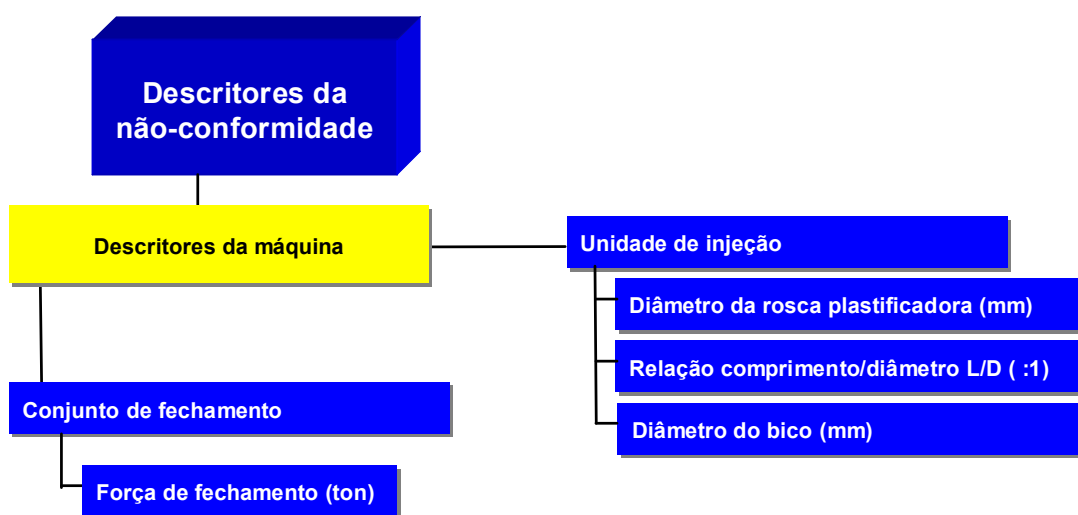 Descritores da
não-conformidade
Descritores da máquina
Unidade de injeção
Diâmetro da rosca plastificadora (mm)
Relação comprimento/diâmetro L/D ( :1)
Diâmetro do bico (mm)
Conjunto de fechamento
Força de fechamento (ton)